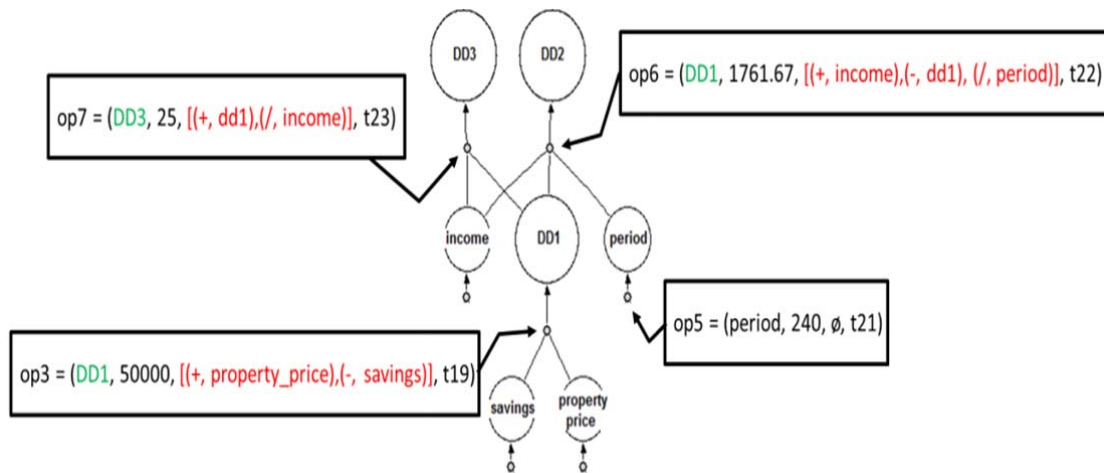 DD3
DD2
op6 = (DD1, 1761.67, [(+, income),(-, dd1), (/, period)], t22)
op7 = (DD3, 25, [(+, dd1),(/, income)], t23)
income
DD1
period
op5 = (period, 240, ø, t21)
op3 = (DD1, 50000, [(+, property_price),(-, savings)], t19)
savings
property
price